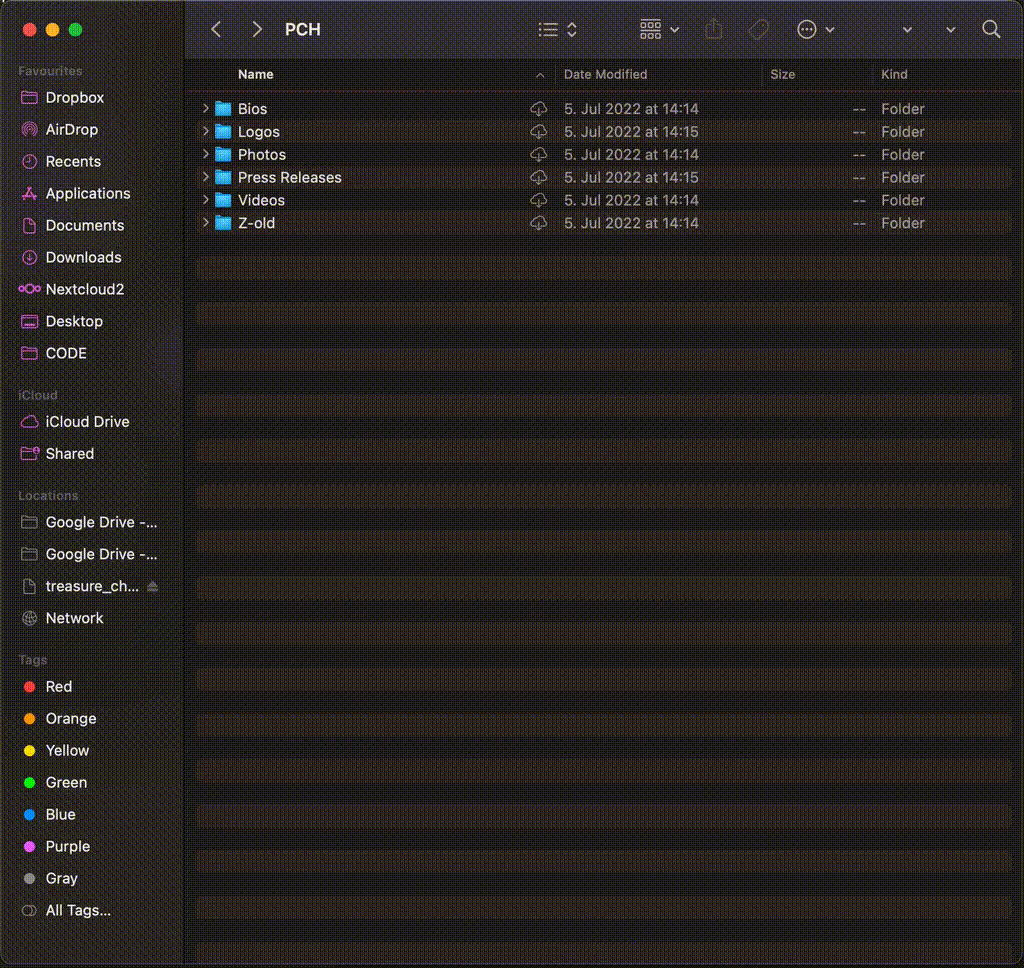 PCH
Favourites
Dropbox
AirDrop
Recents
Applications
Documents
Downloads
Nextcloud2
Desktop
CODE
iCloud
iCloud Drive
Shared
Locations
Google Drive -...
Google Drive -...
treasure_ch...
Network
Tags
Red
Orange
Yellow
Green
Blue
Purple
Gray
All Tags...
Name Date Modified Size Kind
Bios 5. Jul 2022 at 14:14 -- Folder
Logos 5. Jul 2022 at 14:15 -- Folder
Photos 5. Jul 2022 at 14:14 -- Folder
Press Releases 5. Jul 2022 at 14:15 -- Folder
Videos 5. Jul 2022 at 14:14 -- Folder
Z-old 5. Jul 2022 at 14:14 -- Folder